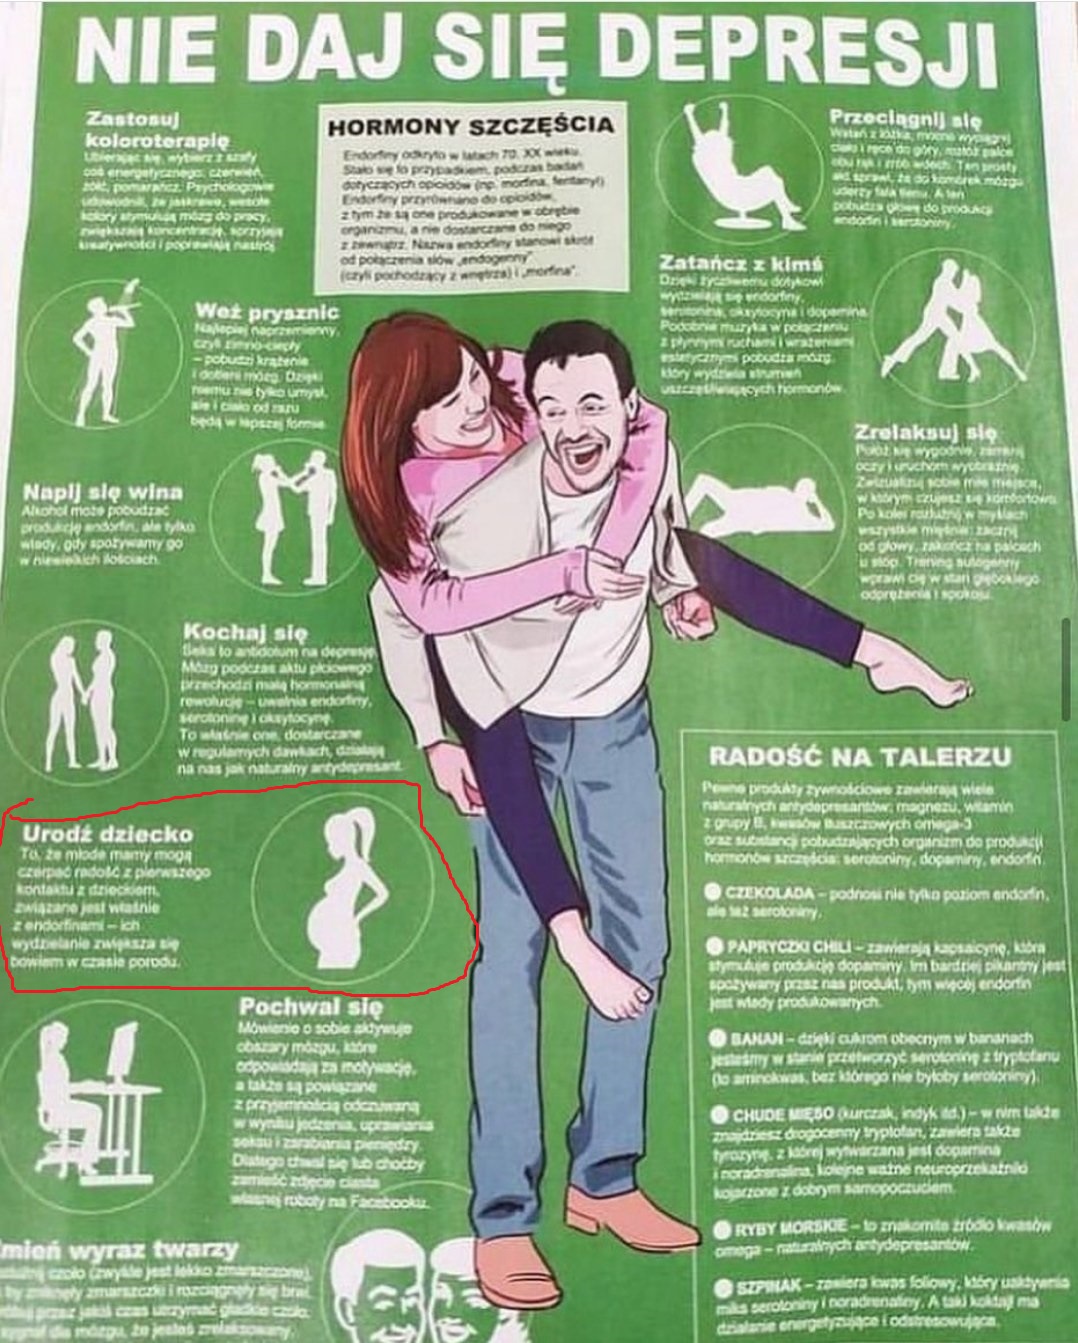 NIE DAJ SIĘ DEPRESJI
Zastosuj
koloroterapię
Ubierając się, wybierz z szafy
coś energetycznego: czerwień,
żółć, pomarańcz. Psychologowie
udowodnili, że jaskrawe, wesołe
kolory stymulują mózg do pracy,
zwiększają koncentrację, sprzyjają
kreatywności i poprawiają nastrój.
HORMONY SZCZĘŚCIA
Endorfiny odkryto w latach 70. XX wieku.
Stało się to przypadkiem, podczas badań
dotyczących opioidów (np. morfina, fentanyl).
Endorfiny przyrównano do opioidów,
z tym że są one produkowane w obrębie
organizmu, a nie dostarczane do niego
z zewnątrz. Nazwa endorfiny stanowi skrót
od połączenia słów „endogenny”
(czyli pochodzący z wnętrza) i „morfina”.
Przeciągnij się
Wstań z łóżka, mocno wyciągnij
ciało i ręce do góry, rozłóż palce
obu rąk i zrób wdech. Ten prosty
akt sprawi, że do komórek mózgu
uderzy fala tlenu. A ten
pobudza głowę do produkcji
endorfin i serotoniny.
Zatańcz z kimś
Dzięki życzliwemu dotykowi
wydzielają się endorfiny,
serotonina, oksytocyna i dopamina.
Podobnie muzyka w połączeniu
z płynnymi ruchami i wrażeniami
estetycznymi pobudza mózg,
który wydziela strumień
uszczęśliwiających hormonów.
Weź prysznic
Najlepiej naprzemienny,
czyli zimno-ciepły
– pobudzi krążenie
i dotleni mózg. Dzięki
niemu nie tylko umysł,
ale i ciało od razu
będą w lepszej formie.
Zrelaksuj się
Połóż się wygodnie, zamknij
oczy i uruchom wyobraźnię.
Zwizualizuj sobie miłe miejsce,
w którym czujesz się komfortowo.
Po kolei rozluźnij w myślach
wszystkie mięśnie: zacznij
od głowy, zakończ na palcach
u stóp. Trening autogenny
wprawi cię w stan głębokiego
odprężenia i spokoju.
Napij się wina
Alkohol może pobudzać
produkcję endorfin, ale tylko
wtedy, gdy spożywamy go
w niewielkich ilościach.
Kochaj się
Seks to antidotum na depresję.
Mózg podczas aktu płciowego
przechodzi małą hormonalną
rewolucję – uwalnia endorfiny,
serotoninę i oksytocynę.
To właśnie one, dostarczane
w regularnych dawkach, działają
na nas jak naturalny antydepresant.
Urodź dziecko
To, że młode mamy mogą
czerpać radość z pierwszego
kontaktu z dzieckiem,
związane jest właśnie
z endorfinami – ich
wydzielanie zwiększa się
bowiem w czasie porodu.
Pochwal się
Mówienie o sobie aktywuje
obszary mózgu, które
odpowiadają za motywację,
a także są powiązane
z przyjemnością odczuwaną
w wyniku jedzenia, uprawiania
seksu i zarabiania pieniędzy.
Dlatego chwal się lub choćby
zamieść zdjęcie ciasta
własnej roboty na Facebooku.
mień wyraz twarzy
czoło (zwykle jest lekko zmarszczone),
by zniknęły zmarszczki i rozciągnęły się brwi.
przez jakiś czas utrzymać gładkie czoło.
dla mózgu, że jesteś zrelaksowany.
RADOŚĆ NA TALERZU
Pewne produkty żywnościowe zawierają wiele
naturalnych antydepresantów: magnezu, witamin
z grupy B, kwasów tłuszczowych omega-3
oraz substancji pobudzających organizm do produkcji
hormonów szczęścia: serotoniny, dopaminy, endorfin.
CZEKOLADA – podnosi nie tylko poziom endorfin,
ale też serotoniny.
PAPRYCZKI CHILI – zawierają kapsaicynę, która
stymuluje produkcję dopaminy. Im bardziej pikantny jest
spożywany przez nas produkt, tym więcej endorfin
jest wtedy produkowanych.
BANAN – dzięki cukrom obecnym w bananach
jesteśmy w stanie przetworzyć serotoninę z tryptofanu
(to aminokwas, bez którego nie byłoby serotoniny).
CHUDE MIĘSO (kurczak, indyk itd.) – w nim także
znajdziesz drogocenny tryptofan, zawiera także
tyrozynę, z której wytwarzana jest dopamina
i noradrenalina, kolejne ważne neuroprzekaźniki
kojarzone z dobrym samopoczuciem.
RYBY MORSKIE – to znakomite źródło kwasów
omega – naturalnych antydepresantów.
SZPINAK – zawiera kwas foliowy, który uaktywnia
miks serotoniny i noradrenaliny. A taki koktajl ma
działanie energetyzujące i odstresowujące.